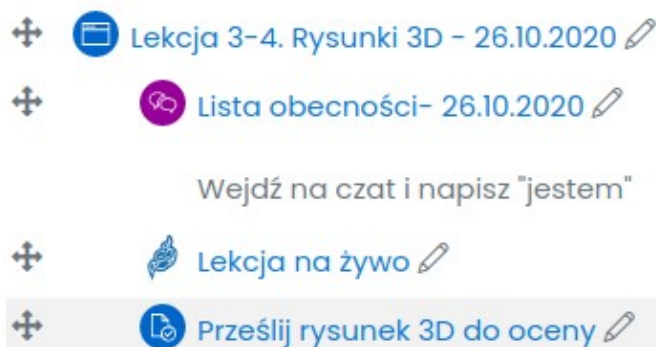 Lekcja 3-4. Rysunki 3D - 26.10.2020
Lista obecności- 26.10.2020
Wejdź na czat i napisz "jestem"
Lekcja na żywo
Prześlij rysunek 3D do oceny